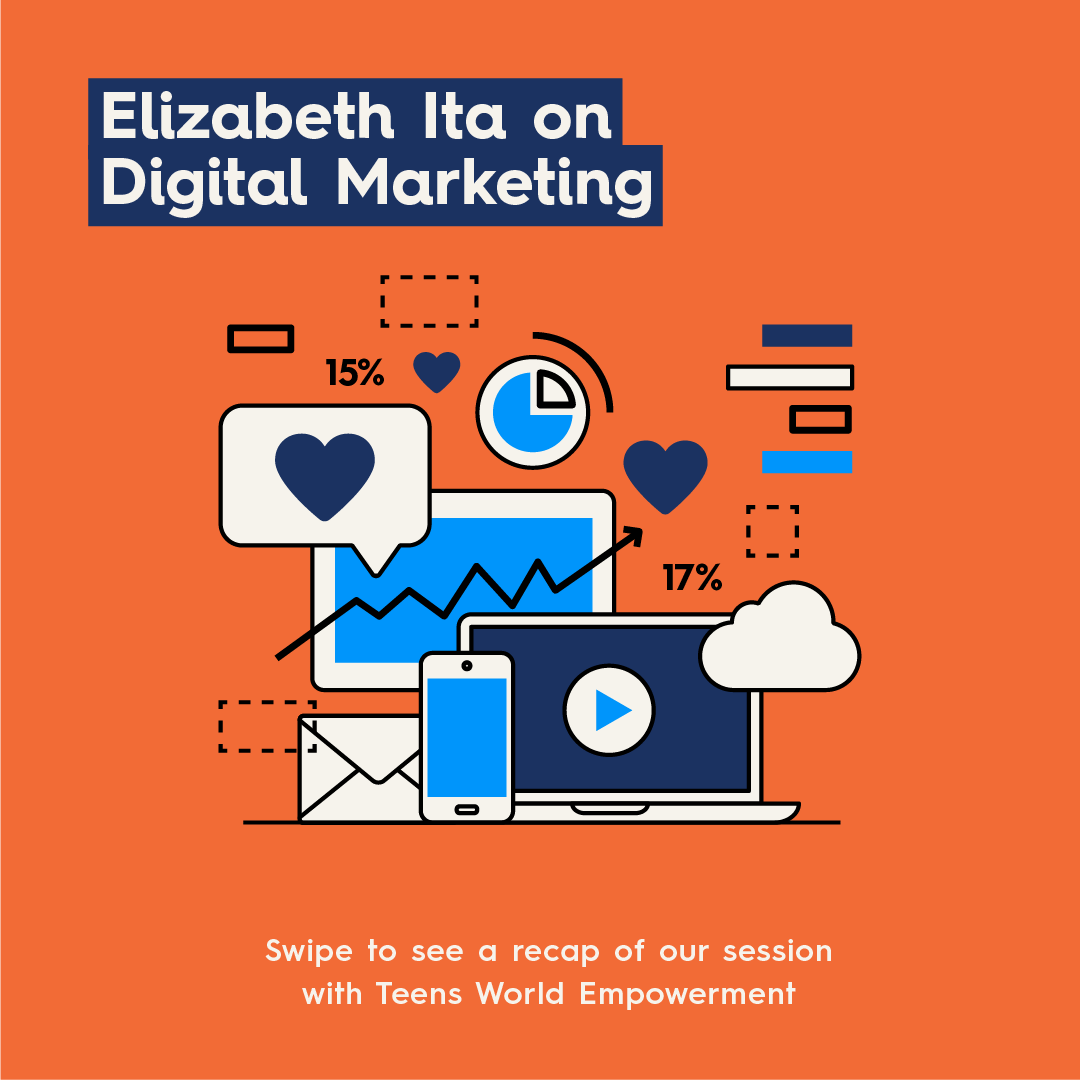 Elizabeth Ita on
Digital Marketing
15%
17%
Swipe to see a recap of our session
with Teens World Empowerment